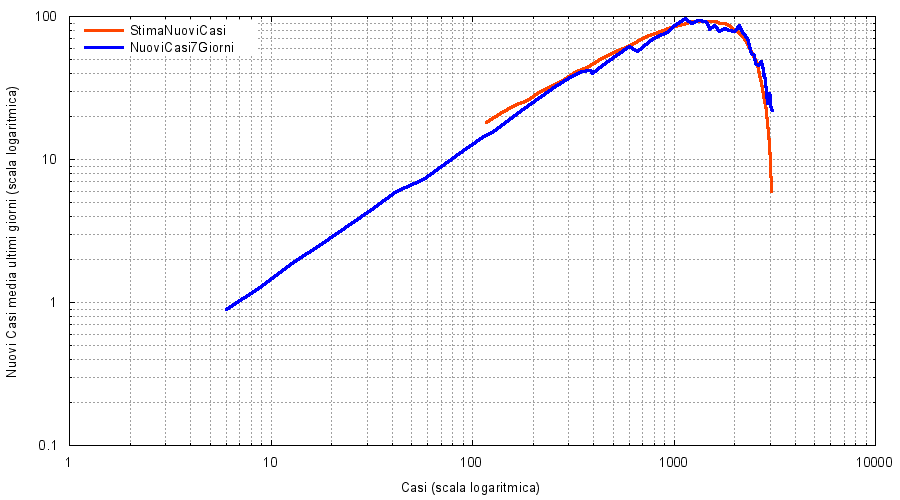 StimaNuoviCasi
NuoviCasi7Giorni
Nuovi Casi media ultimi giorni (scala logaritmica)
100
10
1
0.1
1
10
100
1000
10000
Casi (scala logaritmica)